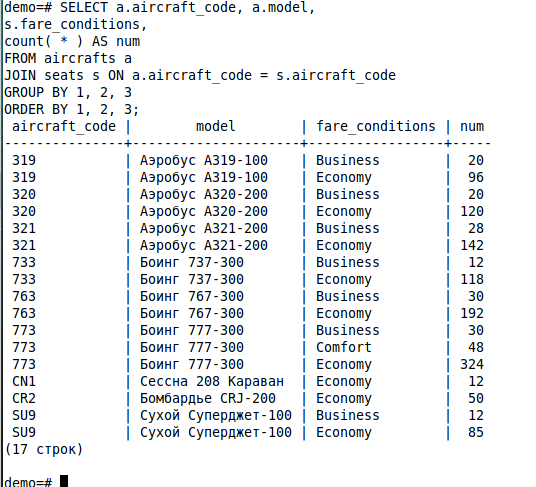 demo=# SELECT a.aircraft_code, a.model,
s.fare_conditions,
count( * ) AS num
FROM aircrafts a
JOIN seats s ON a.aircraft_code = s.aircraft_code
GROUP BY 1, 2, 3
ORDER BY 1, 2, 3;
 aircraft_code |        model        | fare_conditions | num
---------------+---------------------+-----------------+-----
 319           | Аэробус A319-100    | Business        |  20
 319           | Аэробус A319-100    | Economy         |  96
 320           | Аэробус A320-200    | Business        |  20
 320           | Аэробус A320-200    | Economy         | 120
 321           | Аэробус A321-200    | Business        |  28
 321           | Аэробус A321-200    | Economy         | 142
 733           | Боинг 737-300       | Business        |  12
 733           | Боинг 737-300       | Economy         | 118
 763           | Боинг 767-300       | Business        |  30
 763           | Боинг 767-300       | Economy         | 192
 773           | Боинг 777-300       | Business        |  30
 773           | Боинг 777-300       | Comfort         |  48
 773           | Боинг 777-300       | Economy         | 324
 CN1           | Сессна 208 Караван  | Economy         |  12
 CR2           | Бомбардье CRJ-200   | Economy         |  50
 SU9           | Сухой Суперджет-100 | Business        |  12
 SU9           | Сухой Суперджет-100 | Economy         |  85
(17 строк)
demo=#